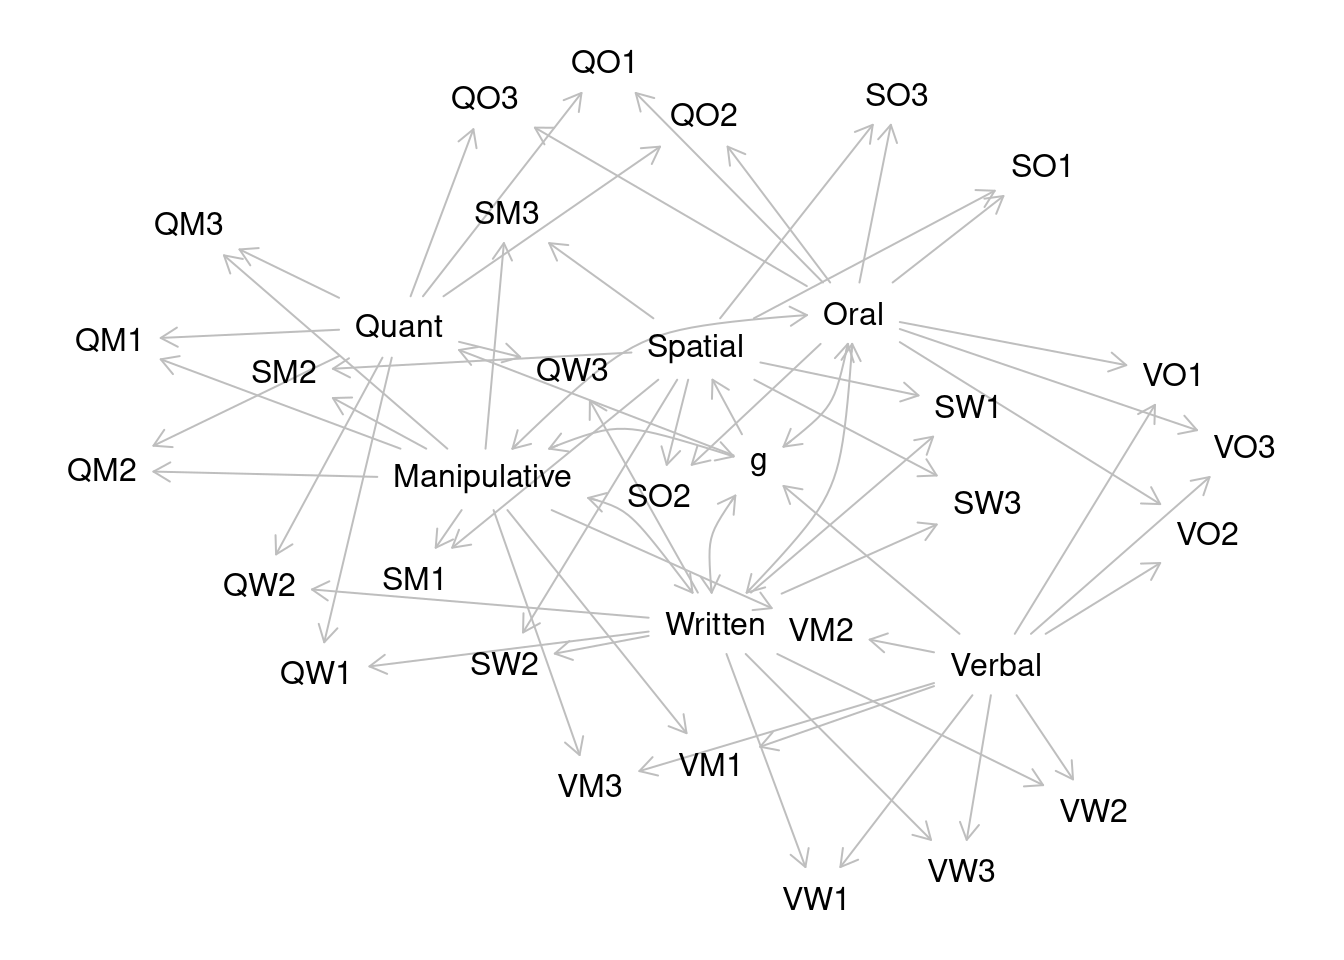 QO1
QO3
SO3
QO2
SO1
SM3
QM3
Oral
Quant
QM1
Spatial
SM2
QW3
VO1
SW1
VO3
g
QM2
Manipulative
SO2
SW3
VO2
SM1
QW2
Written
VM2
SW2
Verbal
QW1
VM1
VM3
VW2
VW3
VW1